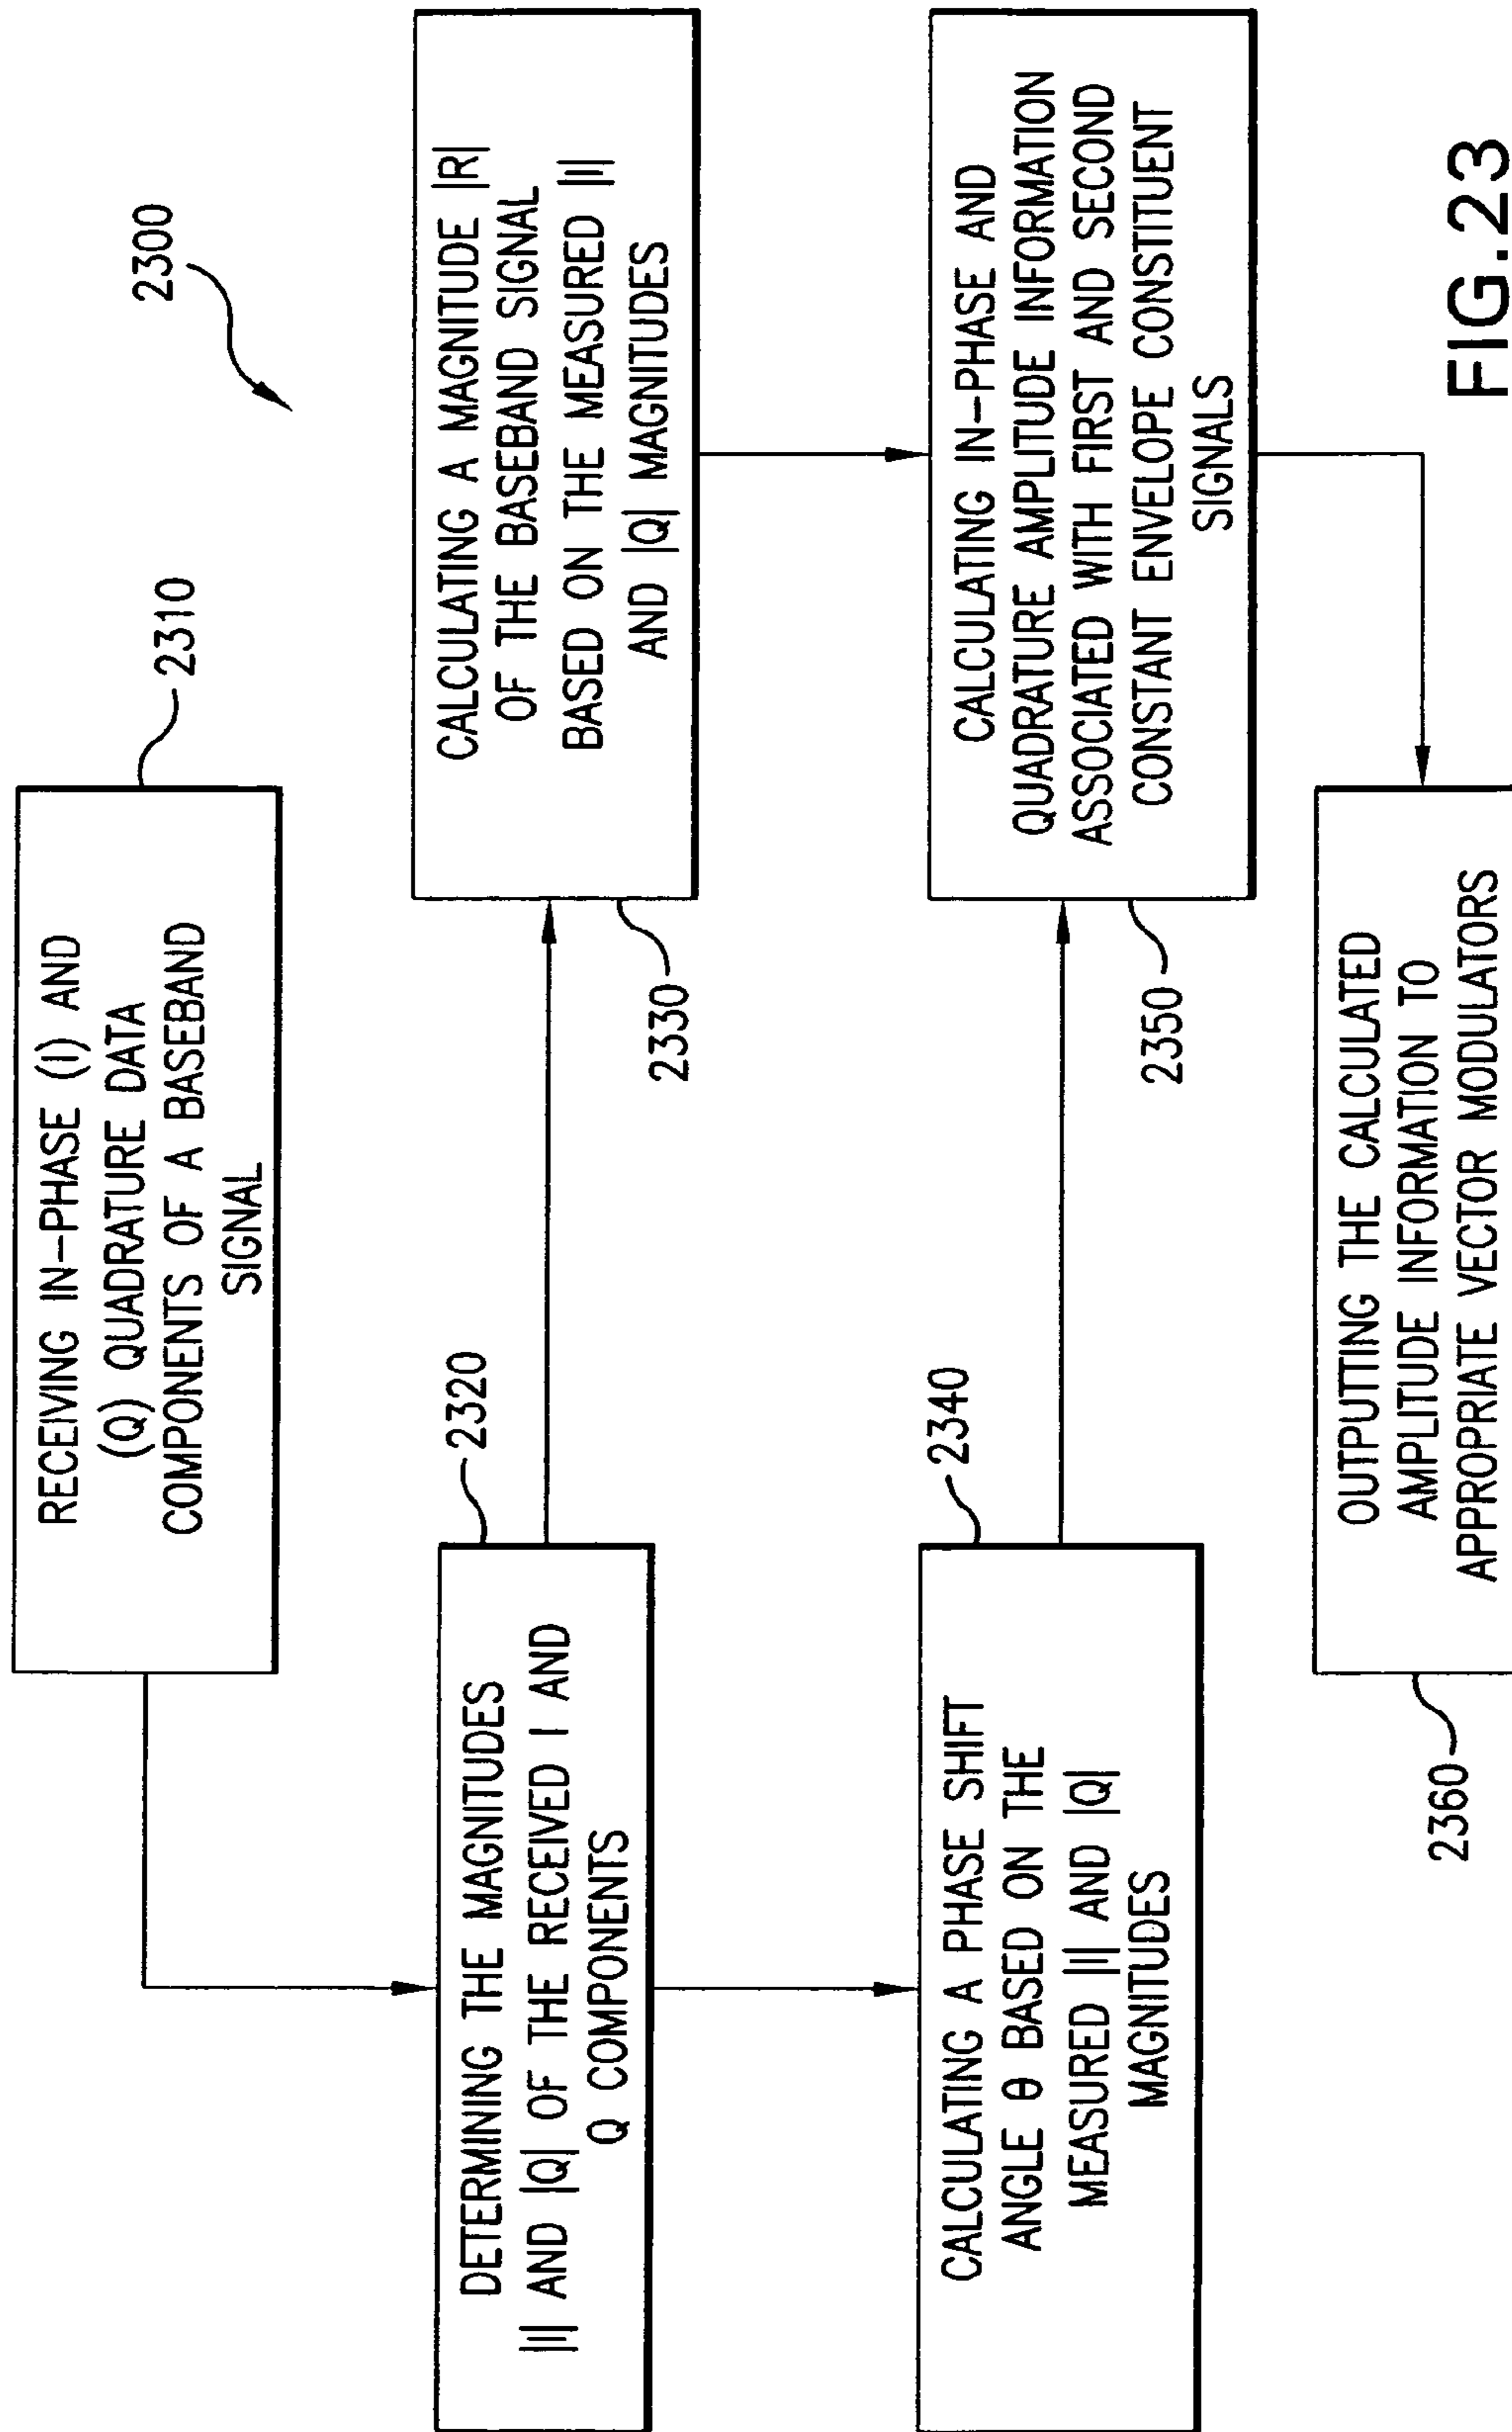 2300
RECEIVING IN-PHASE (I) AND
(Q) QUADRATURE DATA
COMPONENTS OF A BASEBAND
SIGNAL
2310
DETERMINING THE MAGNITUDES
|I| AND |Q| OF THE RECEIVED I AND
Q COMPONENTS
2320
CALCULATING A MAGNITUDE |R|
OF THE BASEBAND SIGNAL
BASED ON THE MEASURED |I|
AND |Q| MAGNITUDES
2330
CALCULATING A PHASE SHIFT
ANGLE θ BASED ON THE
MEASURED |I| AND |Q|
MAGNITUDES
2340
CALCULATING IN-PHASE AND
QUADRATURE AMPLITUDE INFORMATION
ASSOCIATED WITH FIRST AND SECOND
CONSTANT ENVELOPE CONSTITUENT
SIGNALS
2350
OUTPUTTING THE CALCULATED
AMPLITUDE INFORMATION TO
APPROPRIATE VECTOR MODULATORS
2360
FIG.23